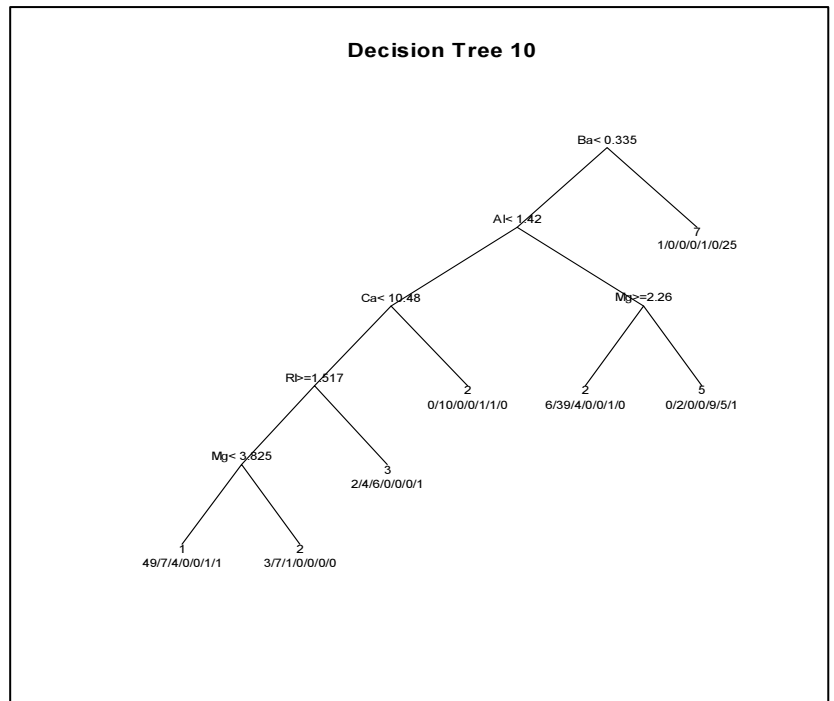 Decision Tree 10
Ba< 0.335
Al< 1.42
7
1/0/0/0/1/0/25
Ca< 10.48
Mg>=2.26
RI>=1.517
2
0/10/0/0/1/1/0
2
6/39/4/0/0/1/0
5
0/2/0/0/9/5/1
Mg< 3.825
3
2/4/6/0/0/0/1
1
49/7/4/0/0/1/1
2
3/7/1/0/0/0/0